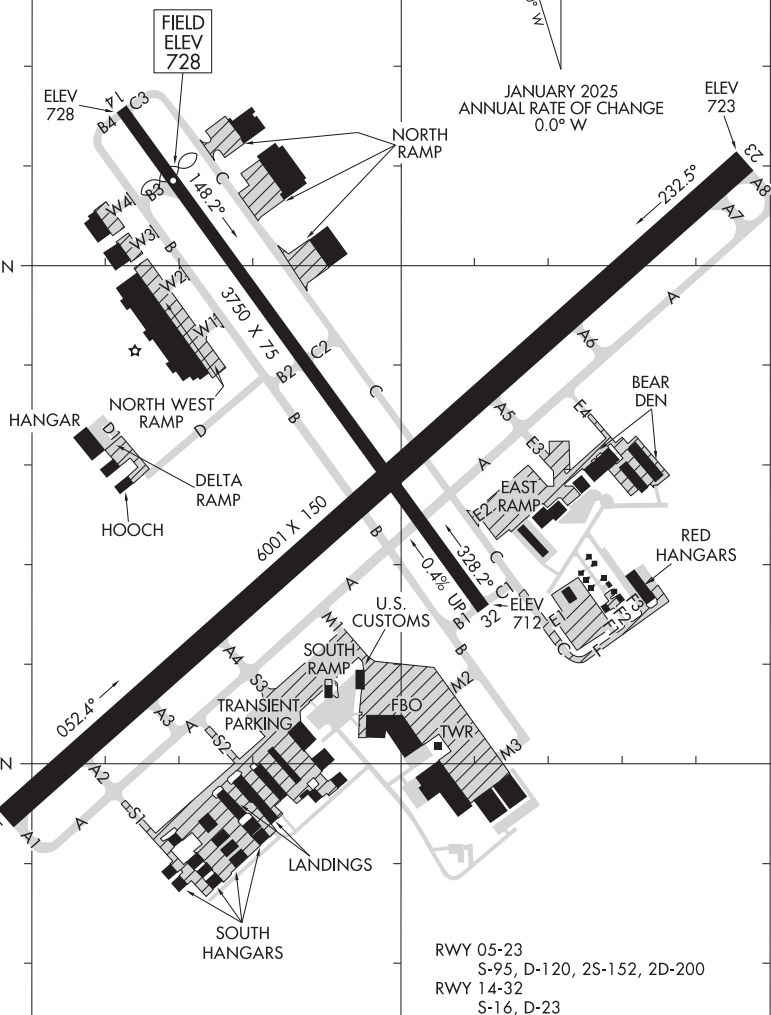 FIELD
ELEV
728
° W
JANUARY 2025
ANNUAL RATE OF CHANGE
0.0° W
ELEV
728
ELEV
723
14
C3
B4
23
A8
A7
NORTH
RAMP
C
B3
148.2°
232.5°
W4
W3
B
W2
W1
N
A
3750 X 75
A6
C2
B2
C
BEAR
DEN
NORTH WEST
RAMP
HANGAR
D1
D
B
A5
E4
E3
A
DELTA
RAMP
HOOCH
EAST
RAMP
E2
6001 X 150
B
C
RED
HANGARS
328.2°
0.4% UP
A
C1
U.S.
CUSTOMS
B1
32
ELEV
712
E1
F1
F2
F3
F
C
M1
SOUTH
RAMP
B
A4
S3
M2
052.4°
TRANSIENT
PARKING
FBO
A3
A
S2
TWR
M3
N
A2
S1
A
A1
LANDINGS
SOUTH
HANGARS
RWY 05-23
S-95, D-120, 2S-152, 2D-200
RWY 14-32
S-16, D-23